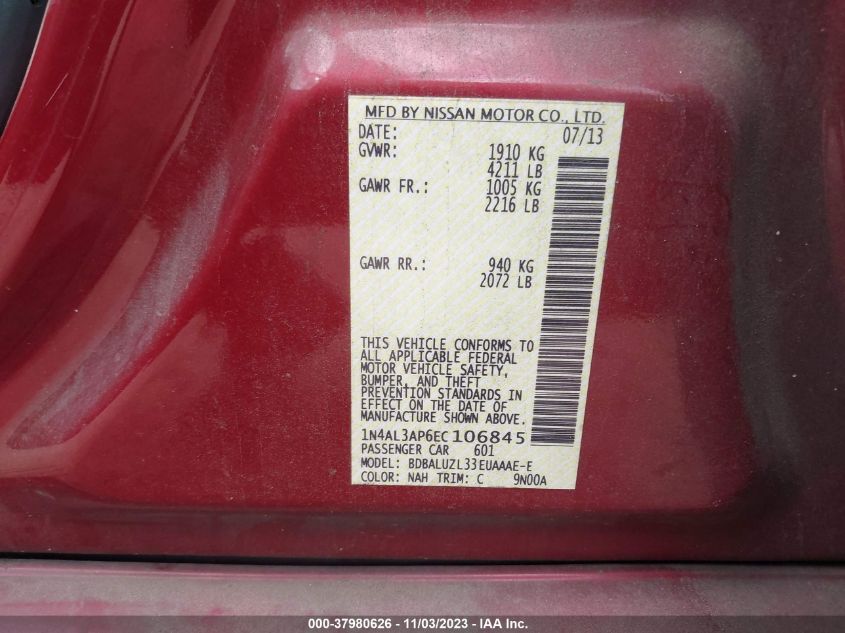 MFD BY NISSAN MOTOR CO., LTD.
DATE: 07/13
GVWR: 1910 KG
4211 LB
GAWR FR.: 1005 KG
2216 LB
GAWR RR.: 940 KG
2072 LB
THIS VEHICLE CONFORMS TO
ALL APPLICABLE FEDERAL
MOTOR VEHICLE SAFETY,
BUMPER, AND THEFT
PREVENTION STANDARDS IN
EFFECT ON THE DATE OF
MANUFACTURE SHOWN ABOVE.
1N4AL3AP6EC106845
PASSENGER CAR 601
MODEL: BDBALUZL33EUAAAE-E
COLOR: NAH TRIM: C 9N00A
000-37980626 - 11/03/2023 - IAA Inc.